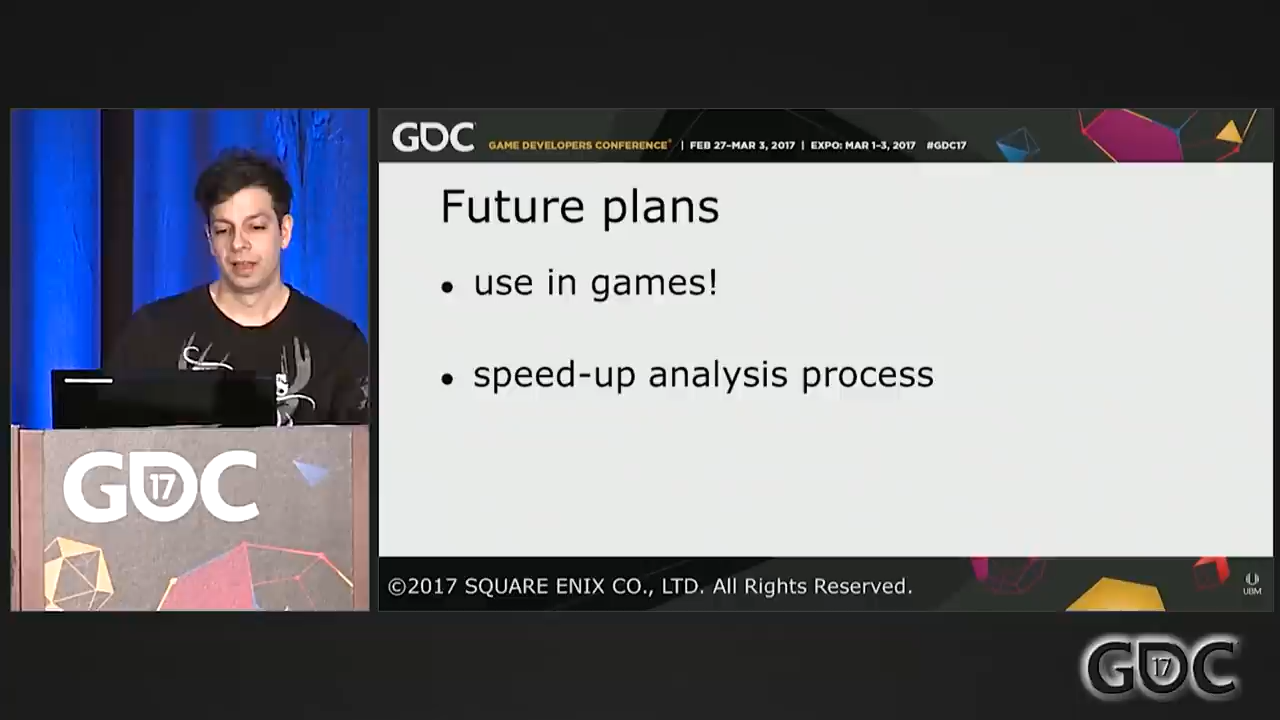 GDC
GAME DEVELOPERS CONFERENCE® | FEB 27-MAR 3, 2017 | EXPO: MAR 1-3, 2017 #GDC17
Future plans
• use in games!
• speed-up analysis process
©2017 SQUARE ENIX CO., LTD. All Rights Reserved.
UBM
GDC
17
GDC
17